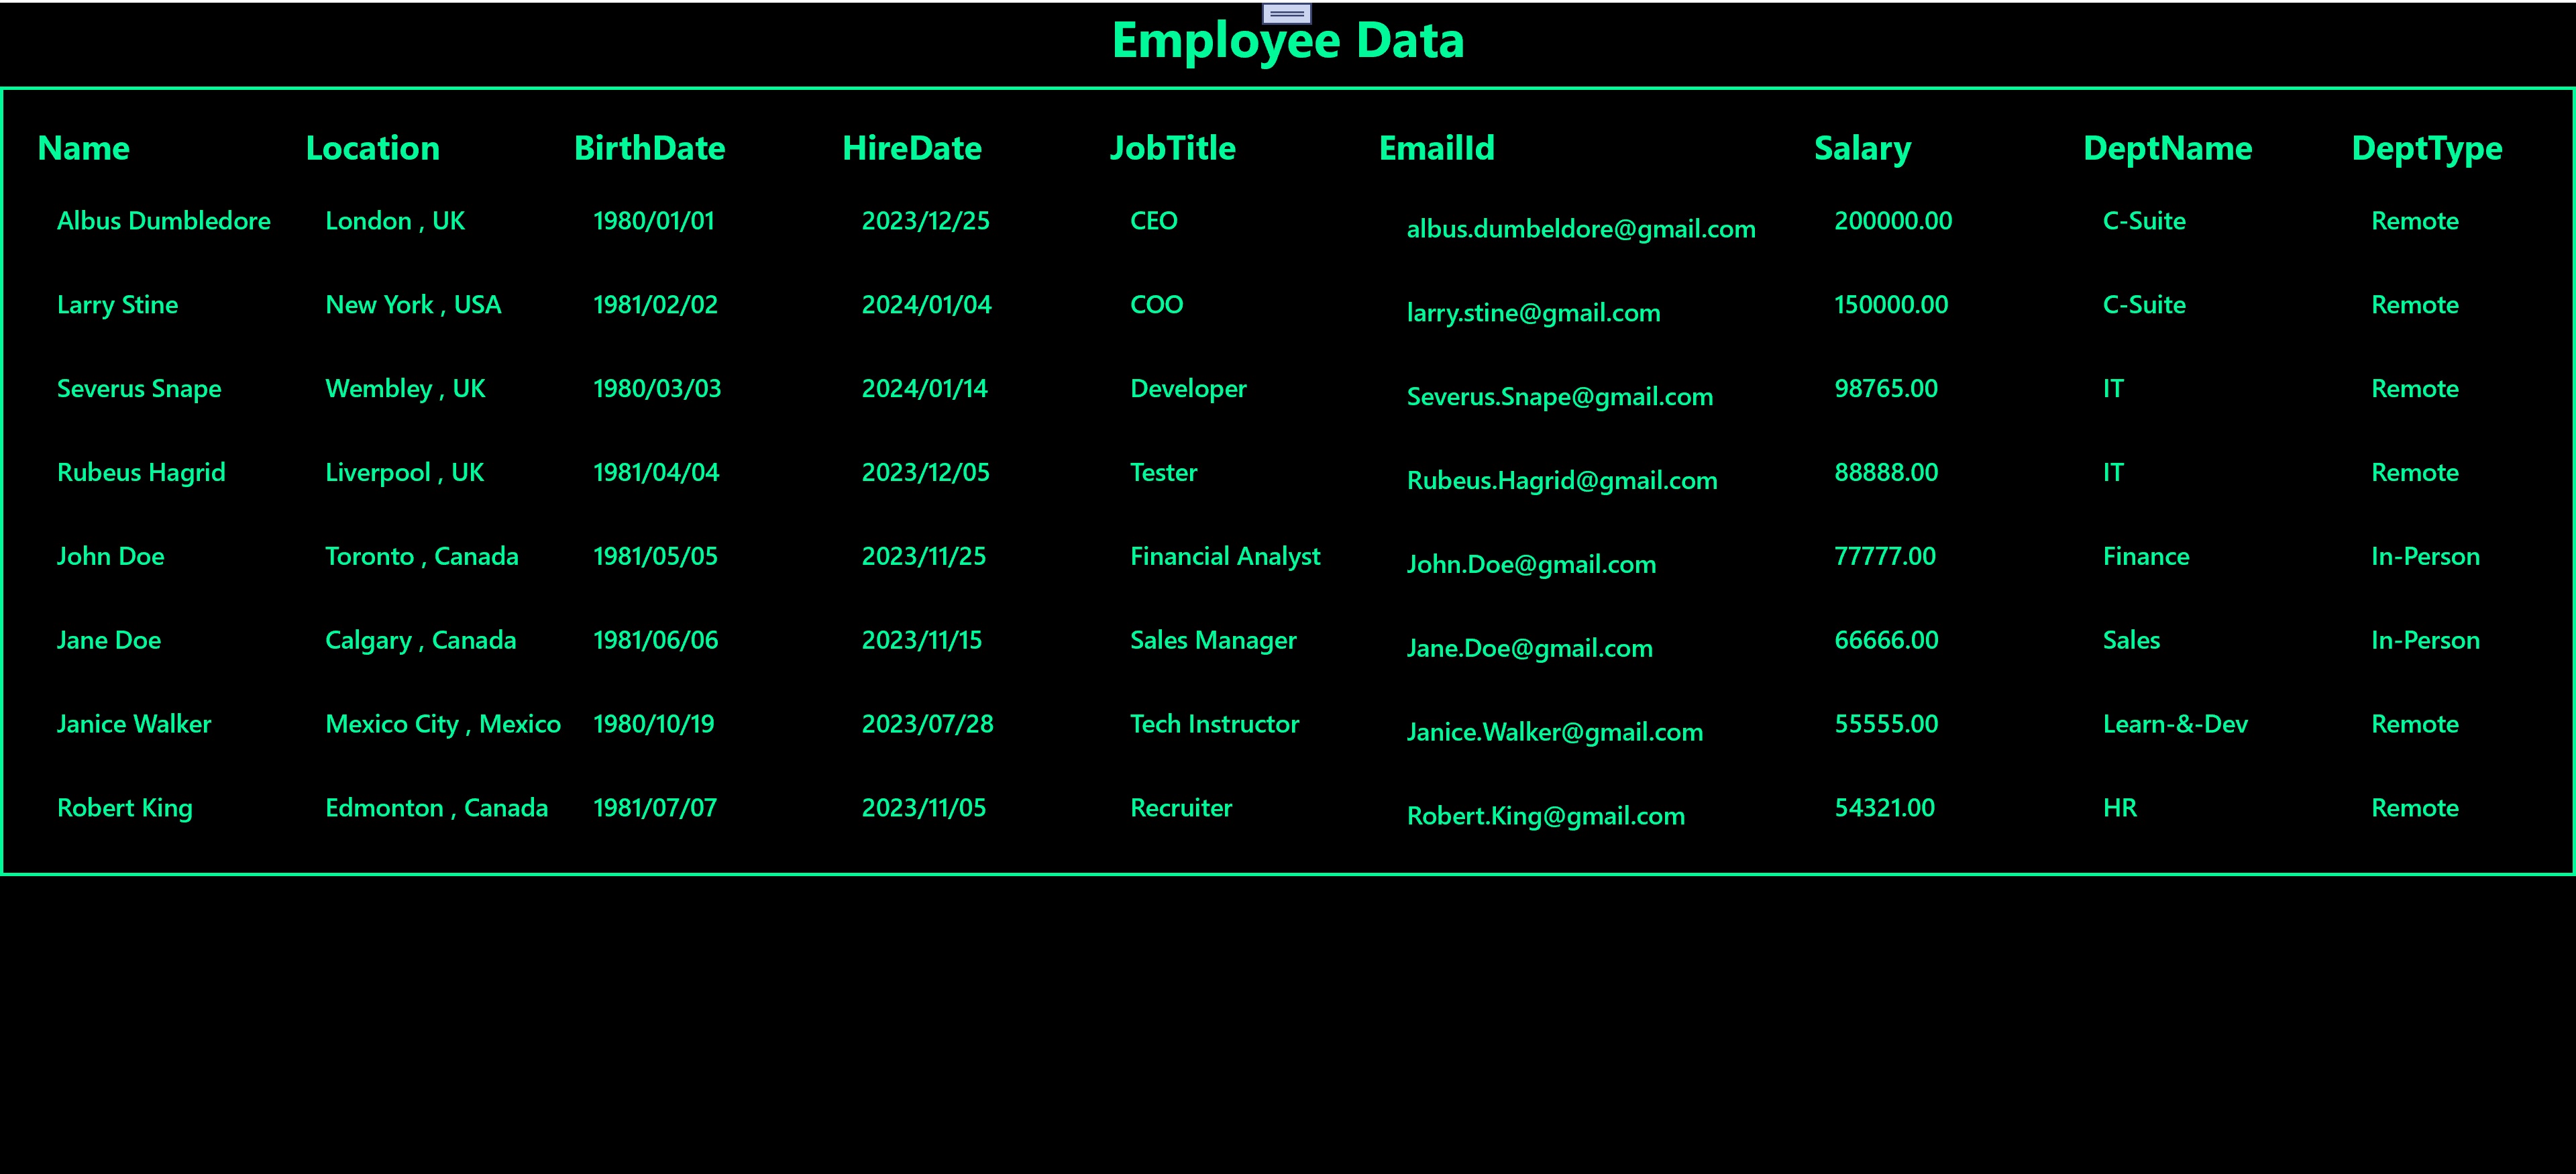 Employee Data
Name Location BirthDate HireDate JobTitle EmailId Salary DeptName DeptType
Albus Dumbledore London , UK 1980/01/01 2023/12/25 CEO albus.dumbeldore@gmail.com 200000.00 C-Suite Remote
Larry Stine New York , USA 1981/02/02 2024/01/04 COO larry.stine@gmail.com 150000.00 C-Suite Remote
Severus Snape Wembley , UK 1980/03/03 2024/01/14 Developer Severus.Snape@gmail.com 98765.00 IT Remote
Rubeus Hagrid Liverpool , UK 1981/04/04 2023/12/05 Tester Rubeus.Hagrid@gmail.com 88888.00 IT Remote
John Doe Toronto , Canada 1981/05/05 2023/11/25 Financial Analyst John.Doe@gmail.com 77777.00 Finance In-Person
Jane Doe Calgary , Canada 1981/06/06 2023/11/15 Sales Manager Jane.Doe@gmail.com 66666.00 Sales In-Person
Janice Walker Mexico City , Mexico 1980/10/19 2023/07/28 Tech Instructor Janice.Walker@gmail.com 55555.00 Learn-&-Dev Remote
Robert King Edmonton , Canada 1981/07/07 2023/11/05 Recruiter Robert.King@gmail.com 54321.00 HR Remote